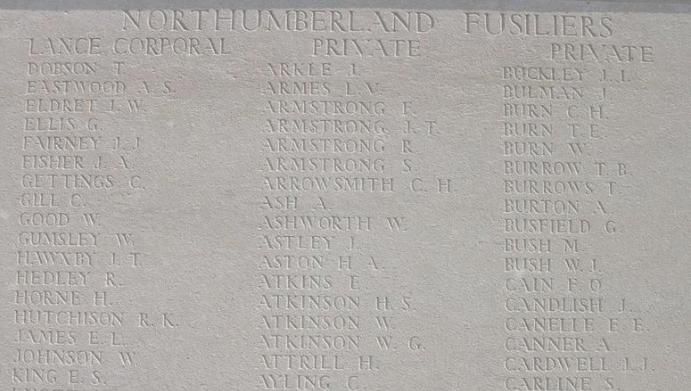 NORTHUMBERLAND FUSILIERS
LANCE CORPORAL
DOBSON T.
EASTWOOD A. S.
ELDRET J. W.
ELLIS G.
FAIRNEY J. J.
FISHER J. A.
GETTINGS C.
GILL C.
GOOD W.
GUMSLEY W.
HAWXBY J. T.
HEDLEY R.
HORNE H.
HUTCHISON R. K.
JAMES E. L.
JOHNSON W.
KING E. S.
PRIVATE
ARKLE J.
ARMES L. V.
ARMSTRONG F.
ARMSTRONG J. T.
ARMSTRONG R.
ARMSTRONG S.
ARROWSMITH C. H.
ASH A.
ASHWORTH W.
ASTLEY J.
ASTON H. A.
ATKINS E.
ATKINSON H. S.
ATKINSON W.
ATKINSON W. G.
ATTRILL H.
AYLING C.
PRIVATE
BUCKLEY J. J.
BULMAN J.
BURN C. H.
BURN T. E.
BURN W.
BURROW T. B.
BURROWS T.
BURTON A.
BUSFIELD G.
BUSH M.
BUSH W. J.
CAIN F. O.
CANDLISH J.
CANELLE E. E.
CANNER A.
CARDWELL J. J.